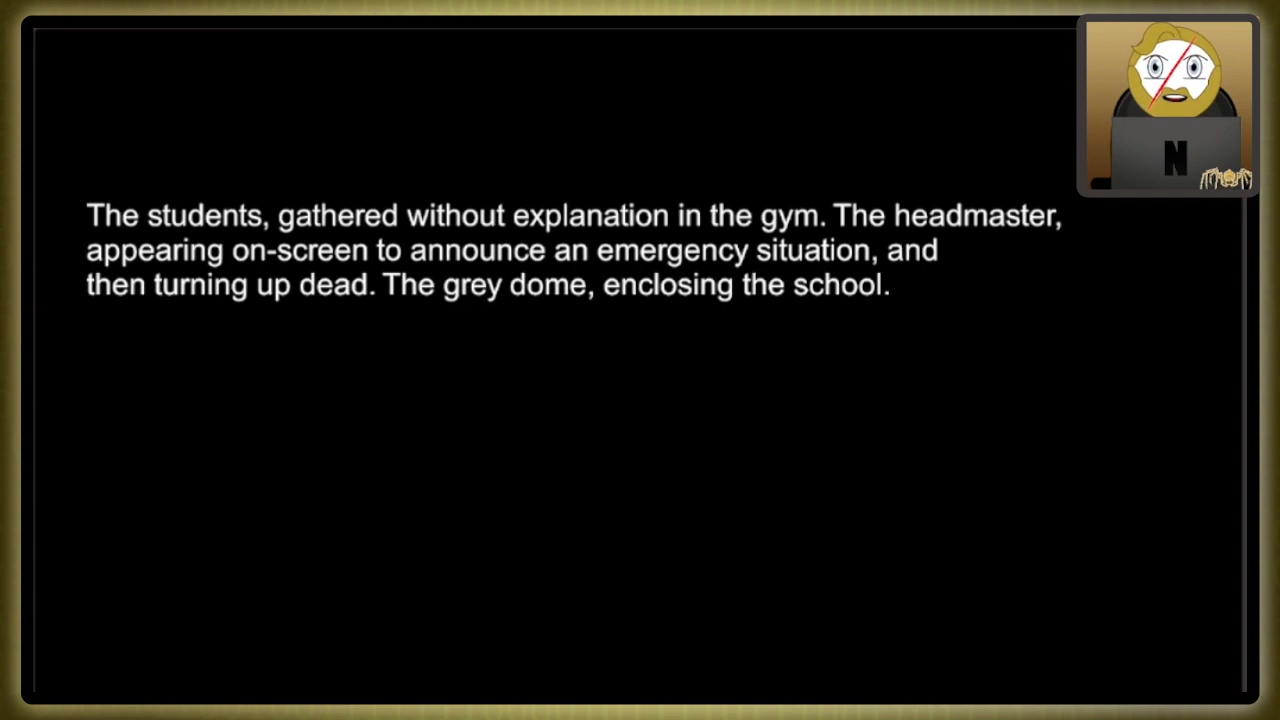 N
The students, gathered without explanation in the gym. The headmaster,
appearing on-screen to announce an emergency situation, and
then turning up dead. The grey dome, enclosing the school.